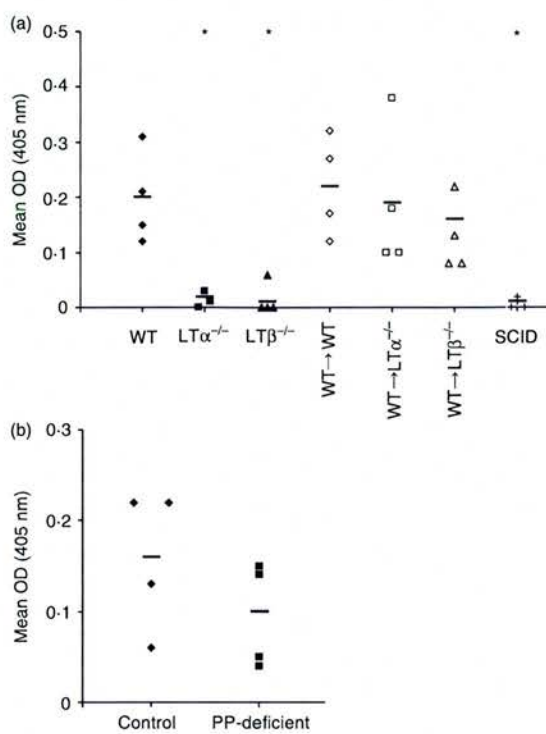 (a)
* * *
0·5
0·4
0·3
0·2
0·1
0
Mean OD (405 nm)
WT LTα⁻/⁻ LTβ⁻/⁻ WT→WT WT→LTα⁻/⁻ WT→LTβ⁻/⁻ SCID
(b)
0·3
0·2
0·1
0
Mean OD (405 nm)
Control PP-deficient